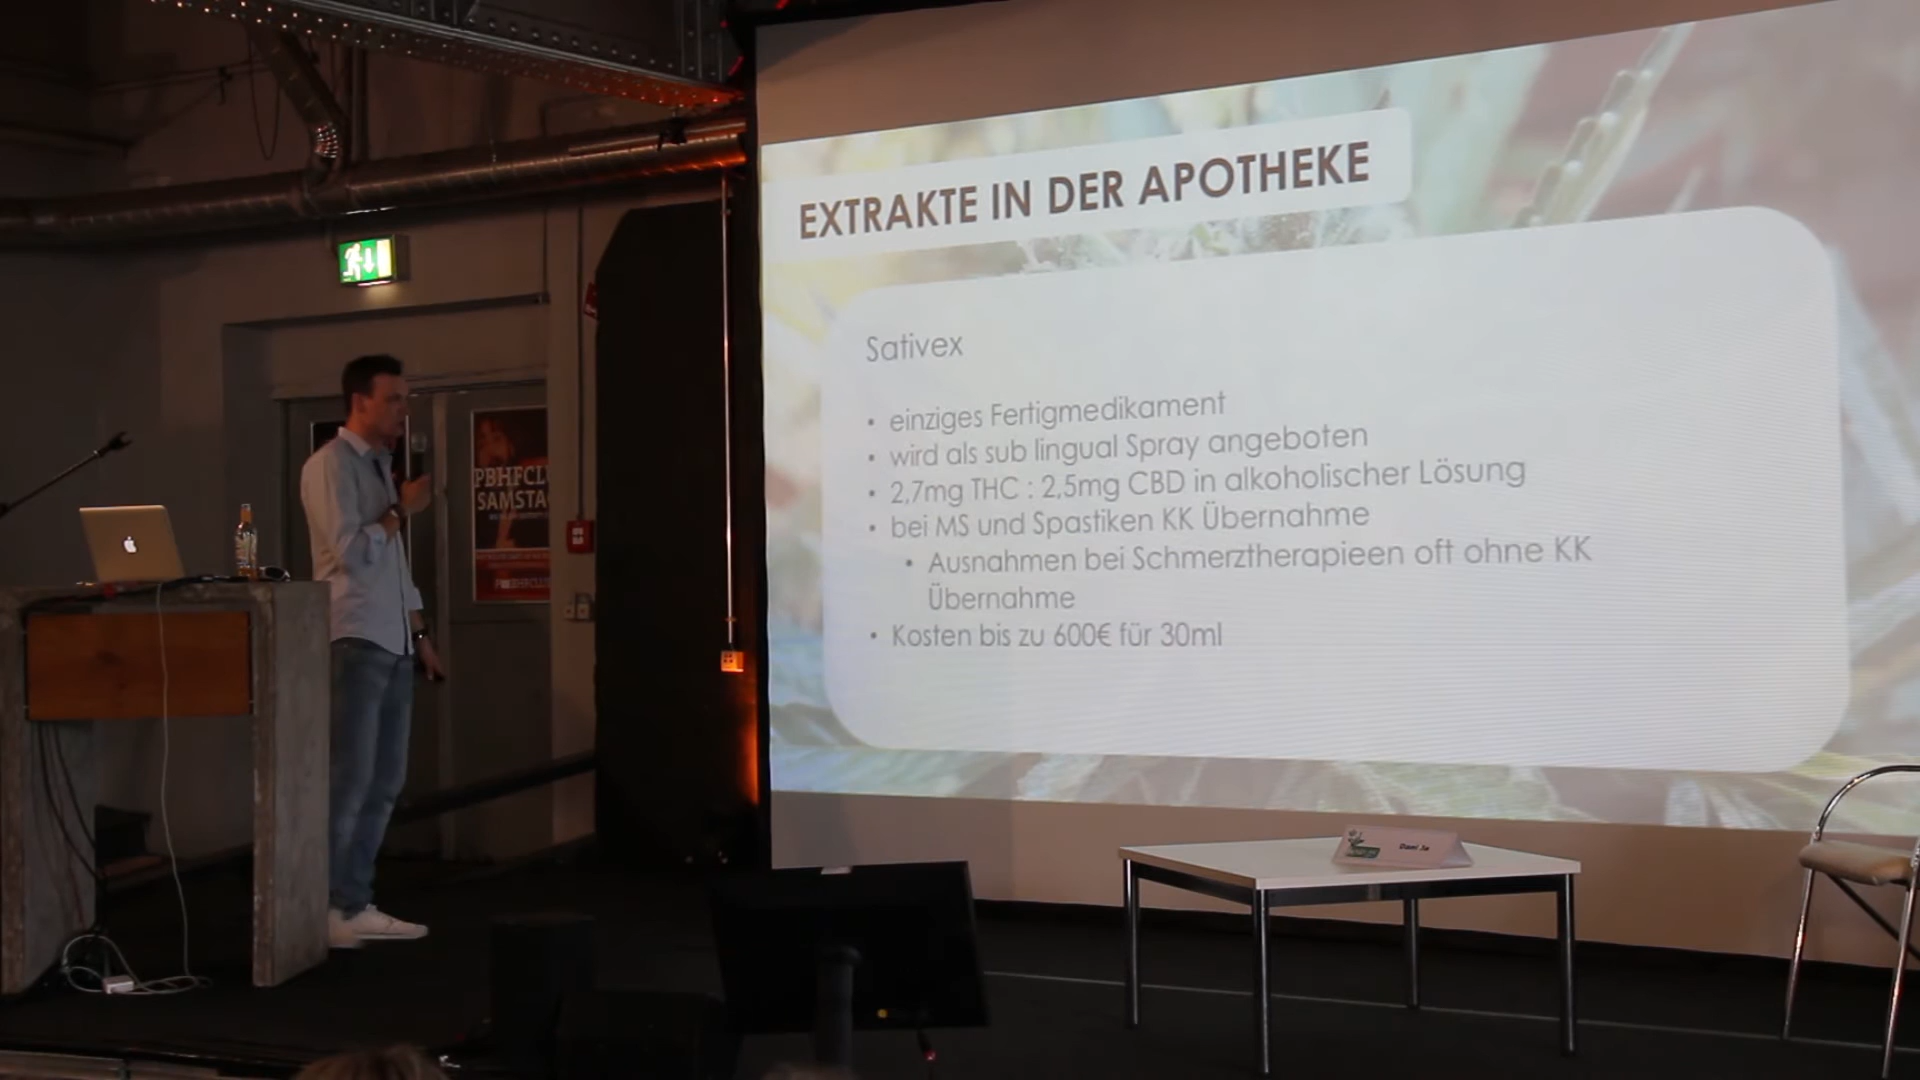 EXTRAKTE IN DER APOTHEKE
Sativex
• einziges Fertigmedikament
• wird als sub lingual Spray angeboten
• 2,7mg THC : 2,5mg CBD in alkoholischer Lösung
• bei MS und Spastiken KK Übernahme
• Ausnahmen bei Schmerztherapieen oft ohne KK
Übernahme
• Kosten bis zu 600€ für 30ml
PBHFCLU
SAMSTA